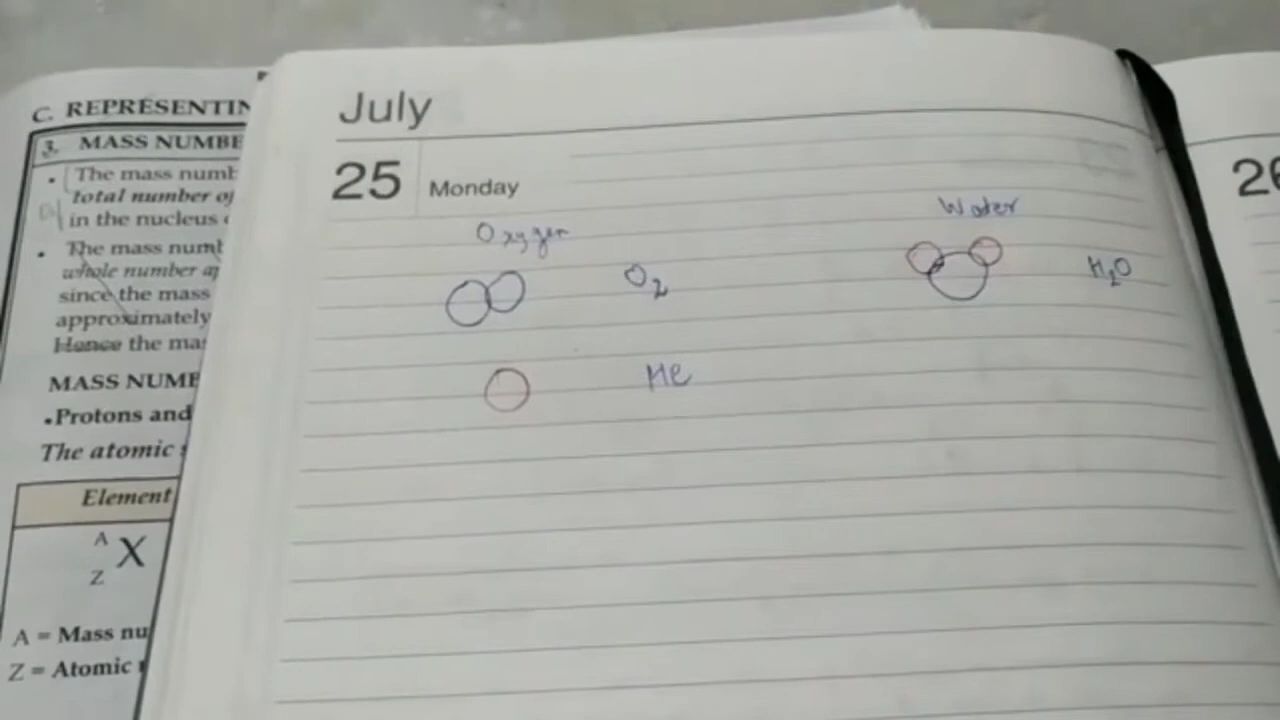 C. REPRESENTIN
3. MASS NUMBE
• The mass numb
total number of
in the nucleus
• The mass numb
whole number ap
since the mass
approximately
Hence the mas
MASS NUME
•Protons and
The atomic
Element
A
X
Z
A = Mass nu
Z = Atomic
July
25 Monday
Oxygen
O2
Water
H2O
He
26